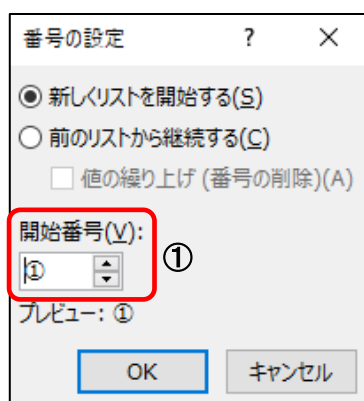 番号の設定 ? ×
新しくリストを開始する(S)
前のリストから継続する(C)
値の繰り上げ (番号の削除)(A)
開始番号(V):
① ①
プレビュー: ①
OK キャンセル